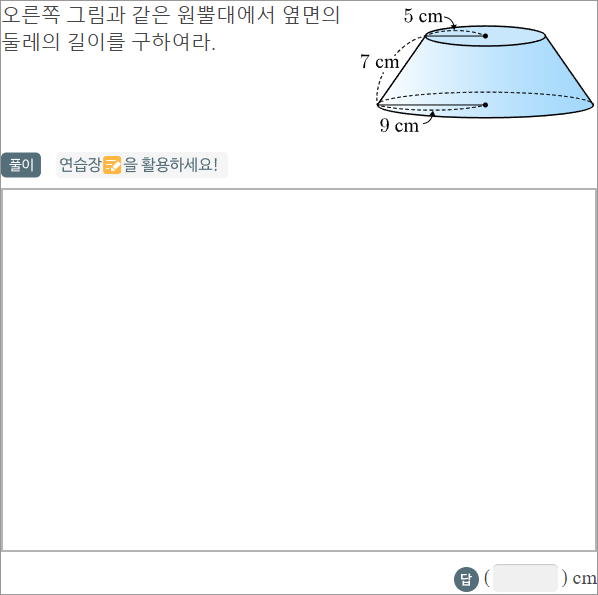 오른쪽 그림과 같은 원뿔대에서 옆면의
둘레의 길이를 구하여라.
5 cm
7 cm
9 cm
풀이 연습장을 활용하세요!
답 ( ) cm